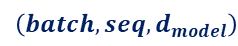 (batch, seq, d_model)